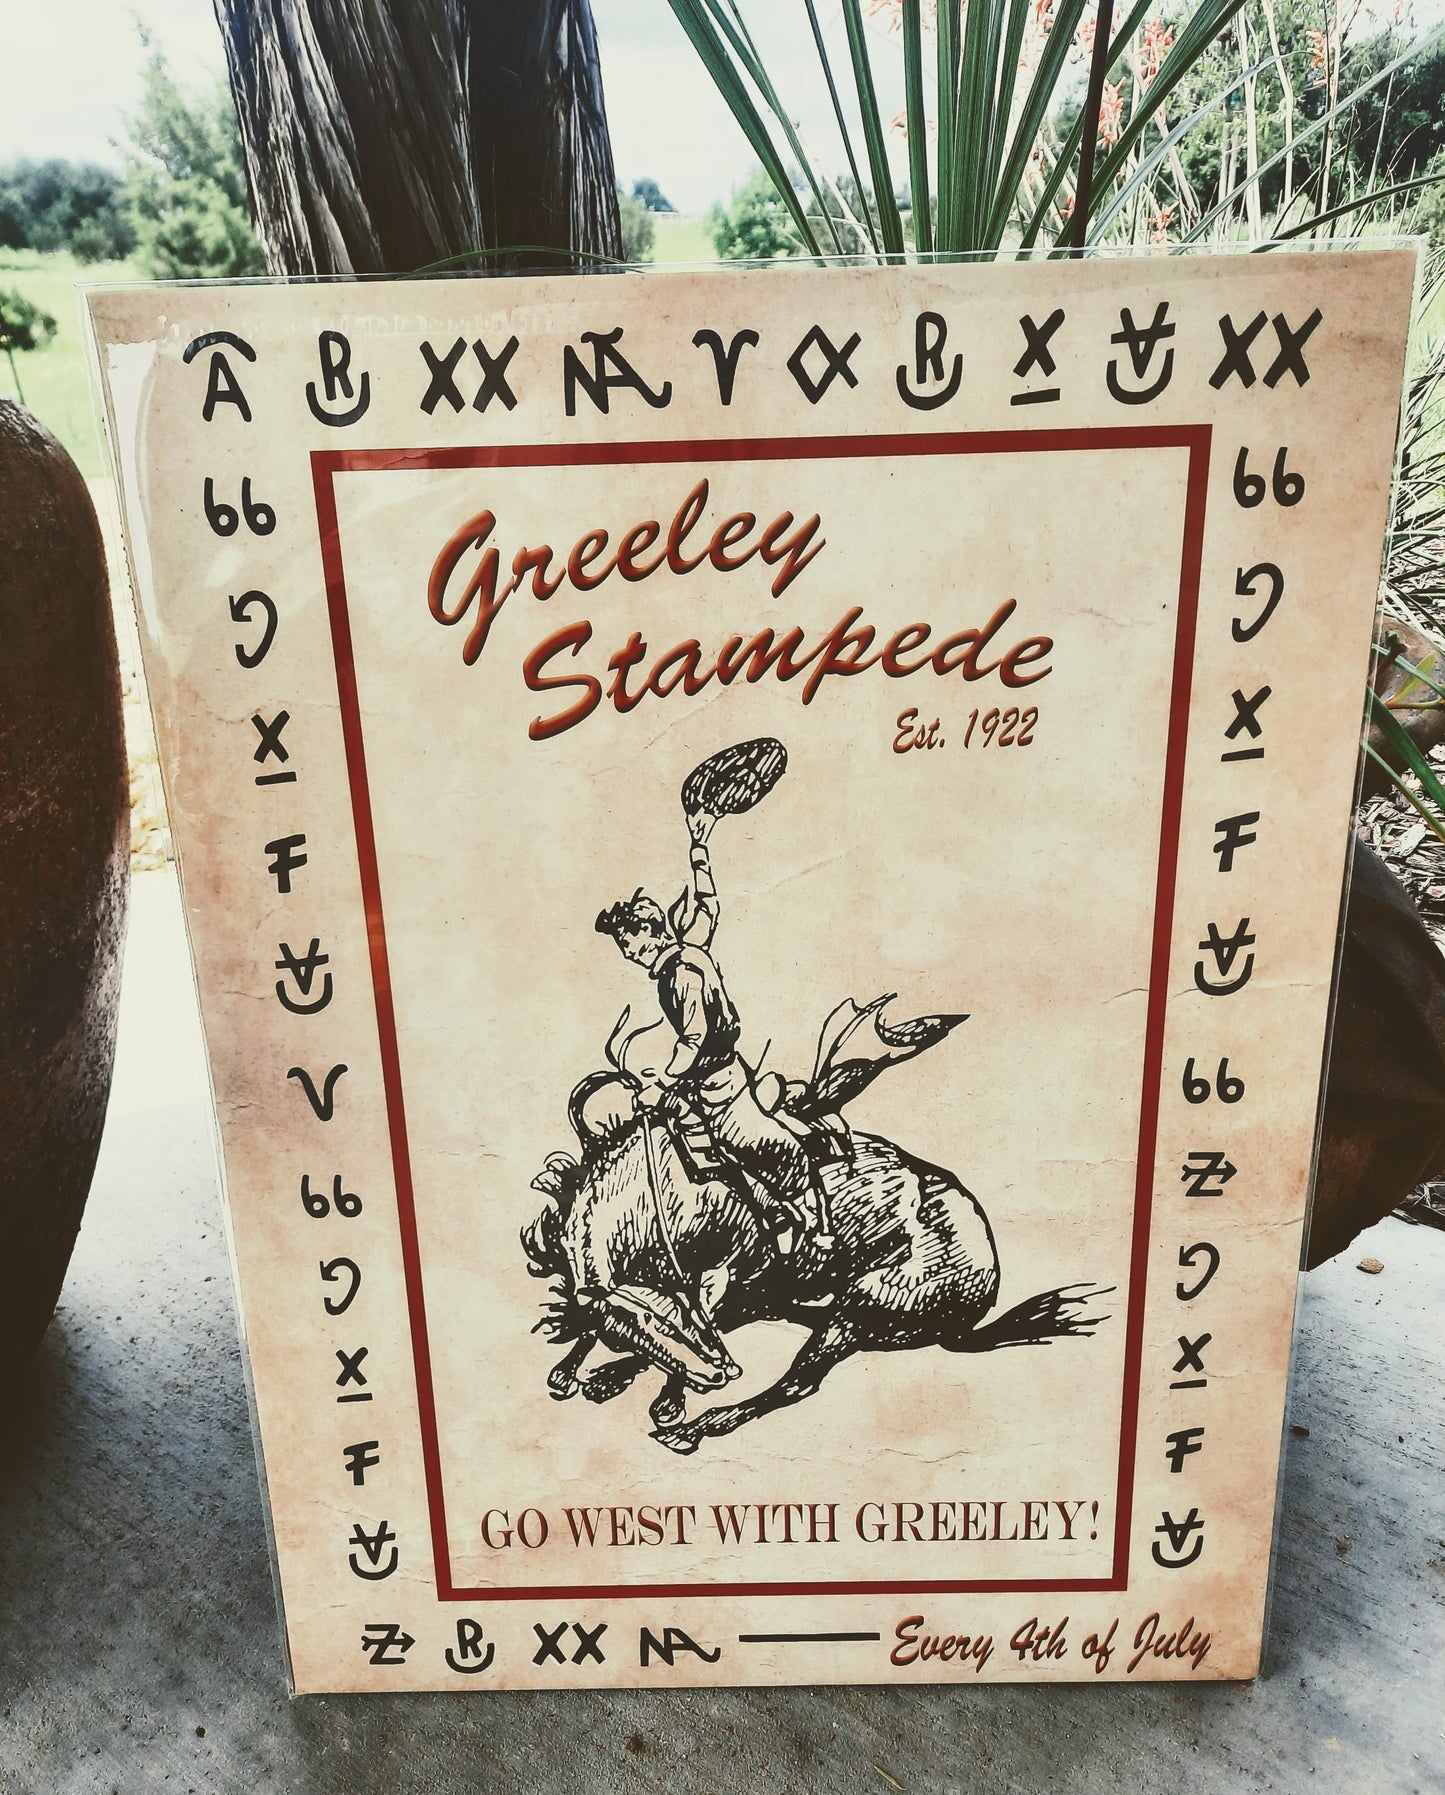 Greeley
Stampede
Est. 1922
GO WEST WITH GREELEY!
Every 4th of July